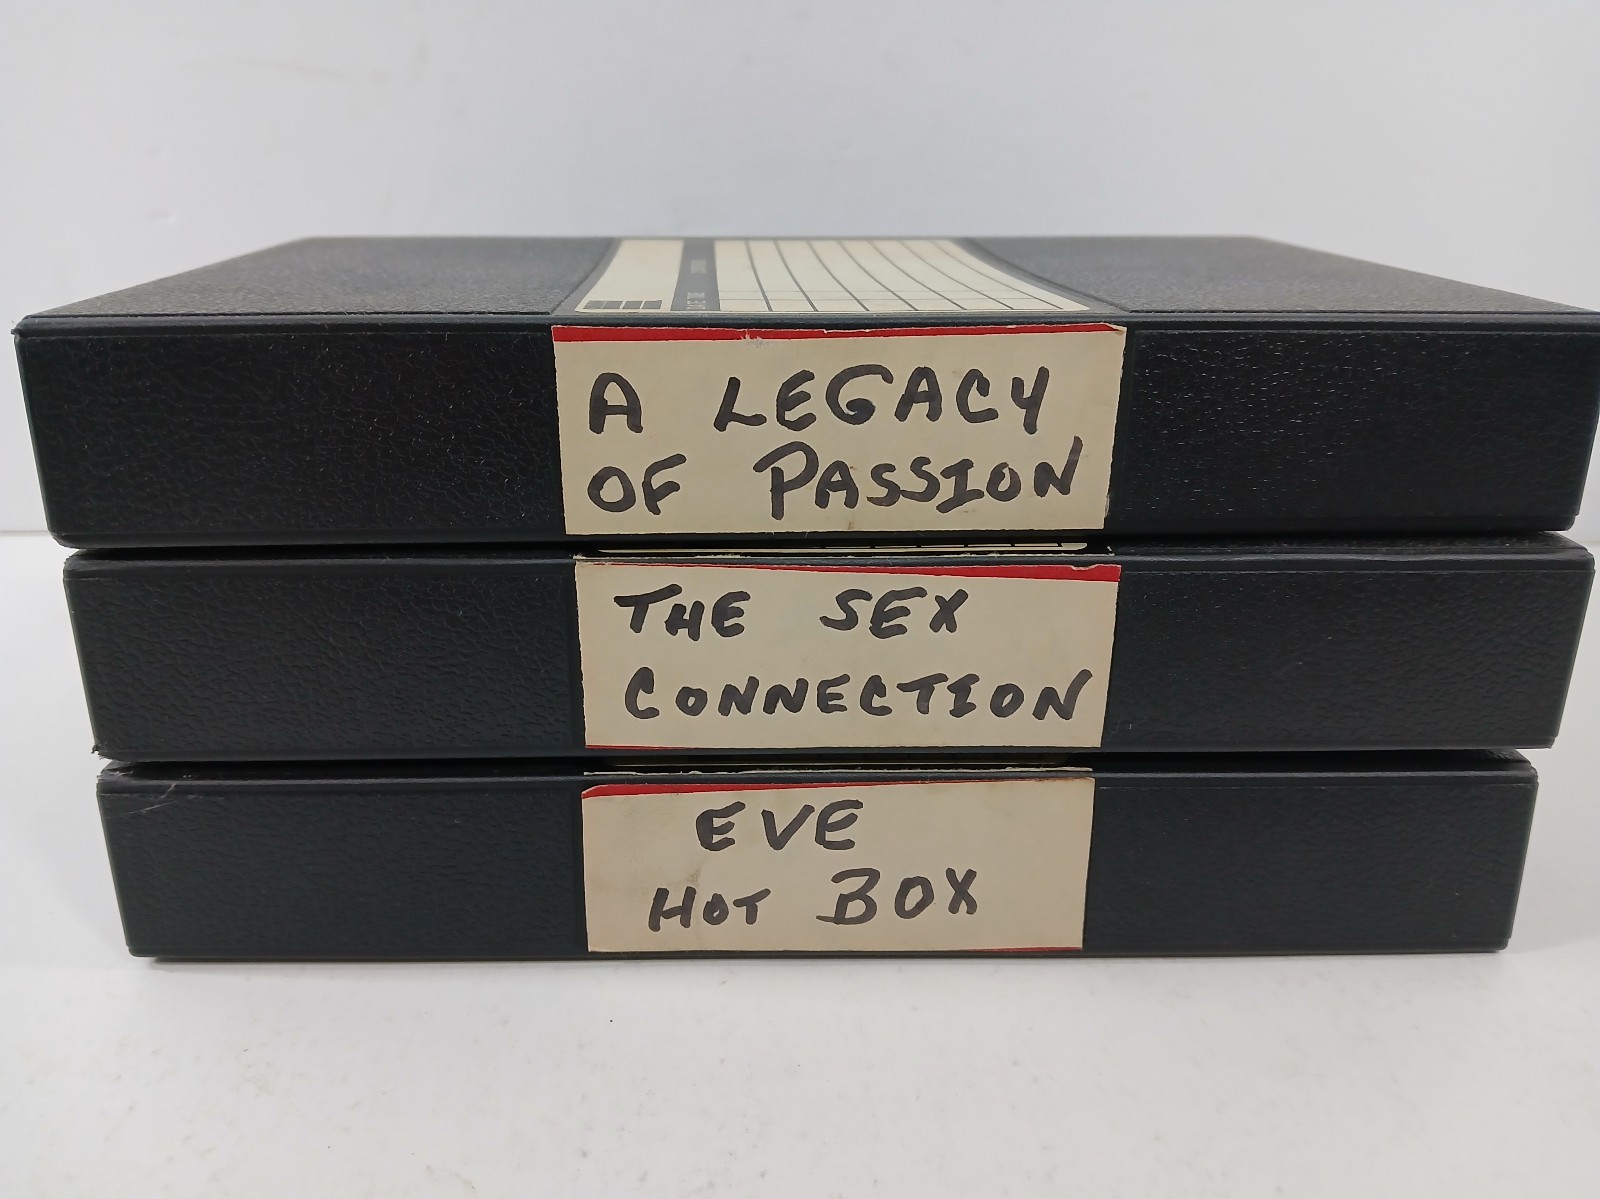 A LEGACY
OF PASSION
THE SEX
CONNECTION
EVE
HOT BOX